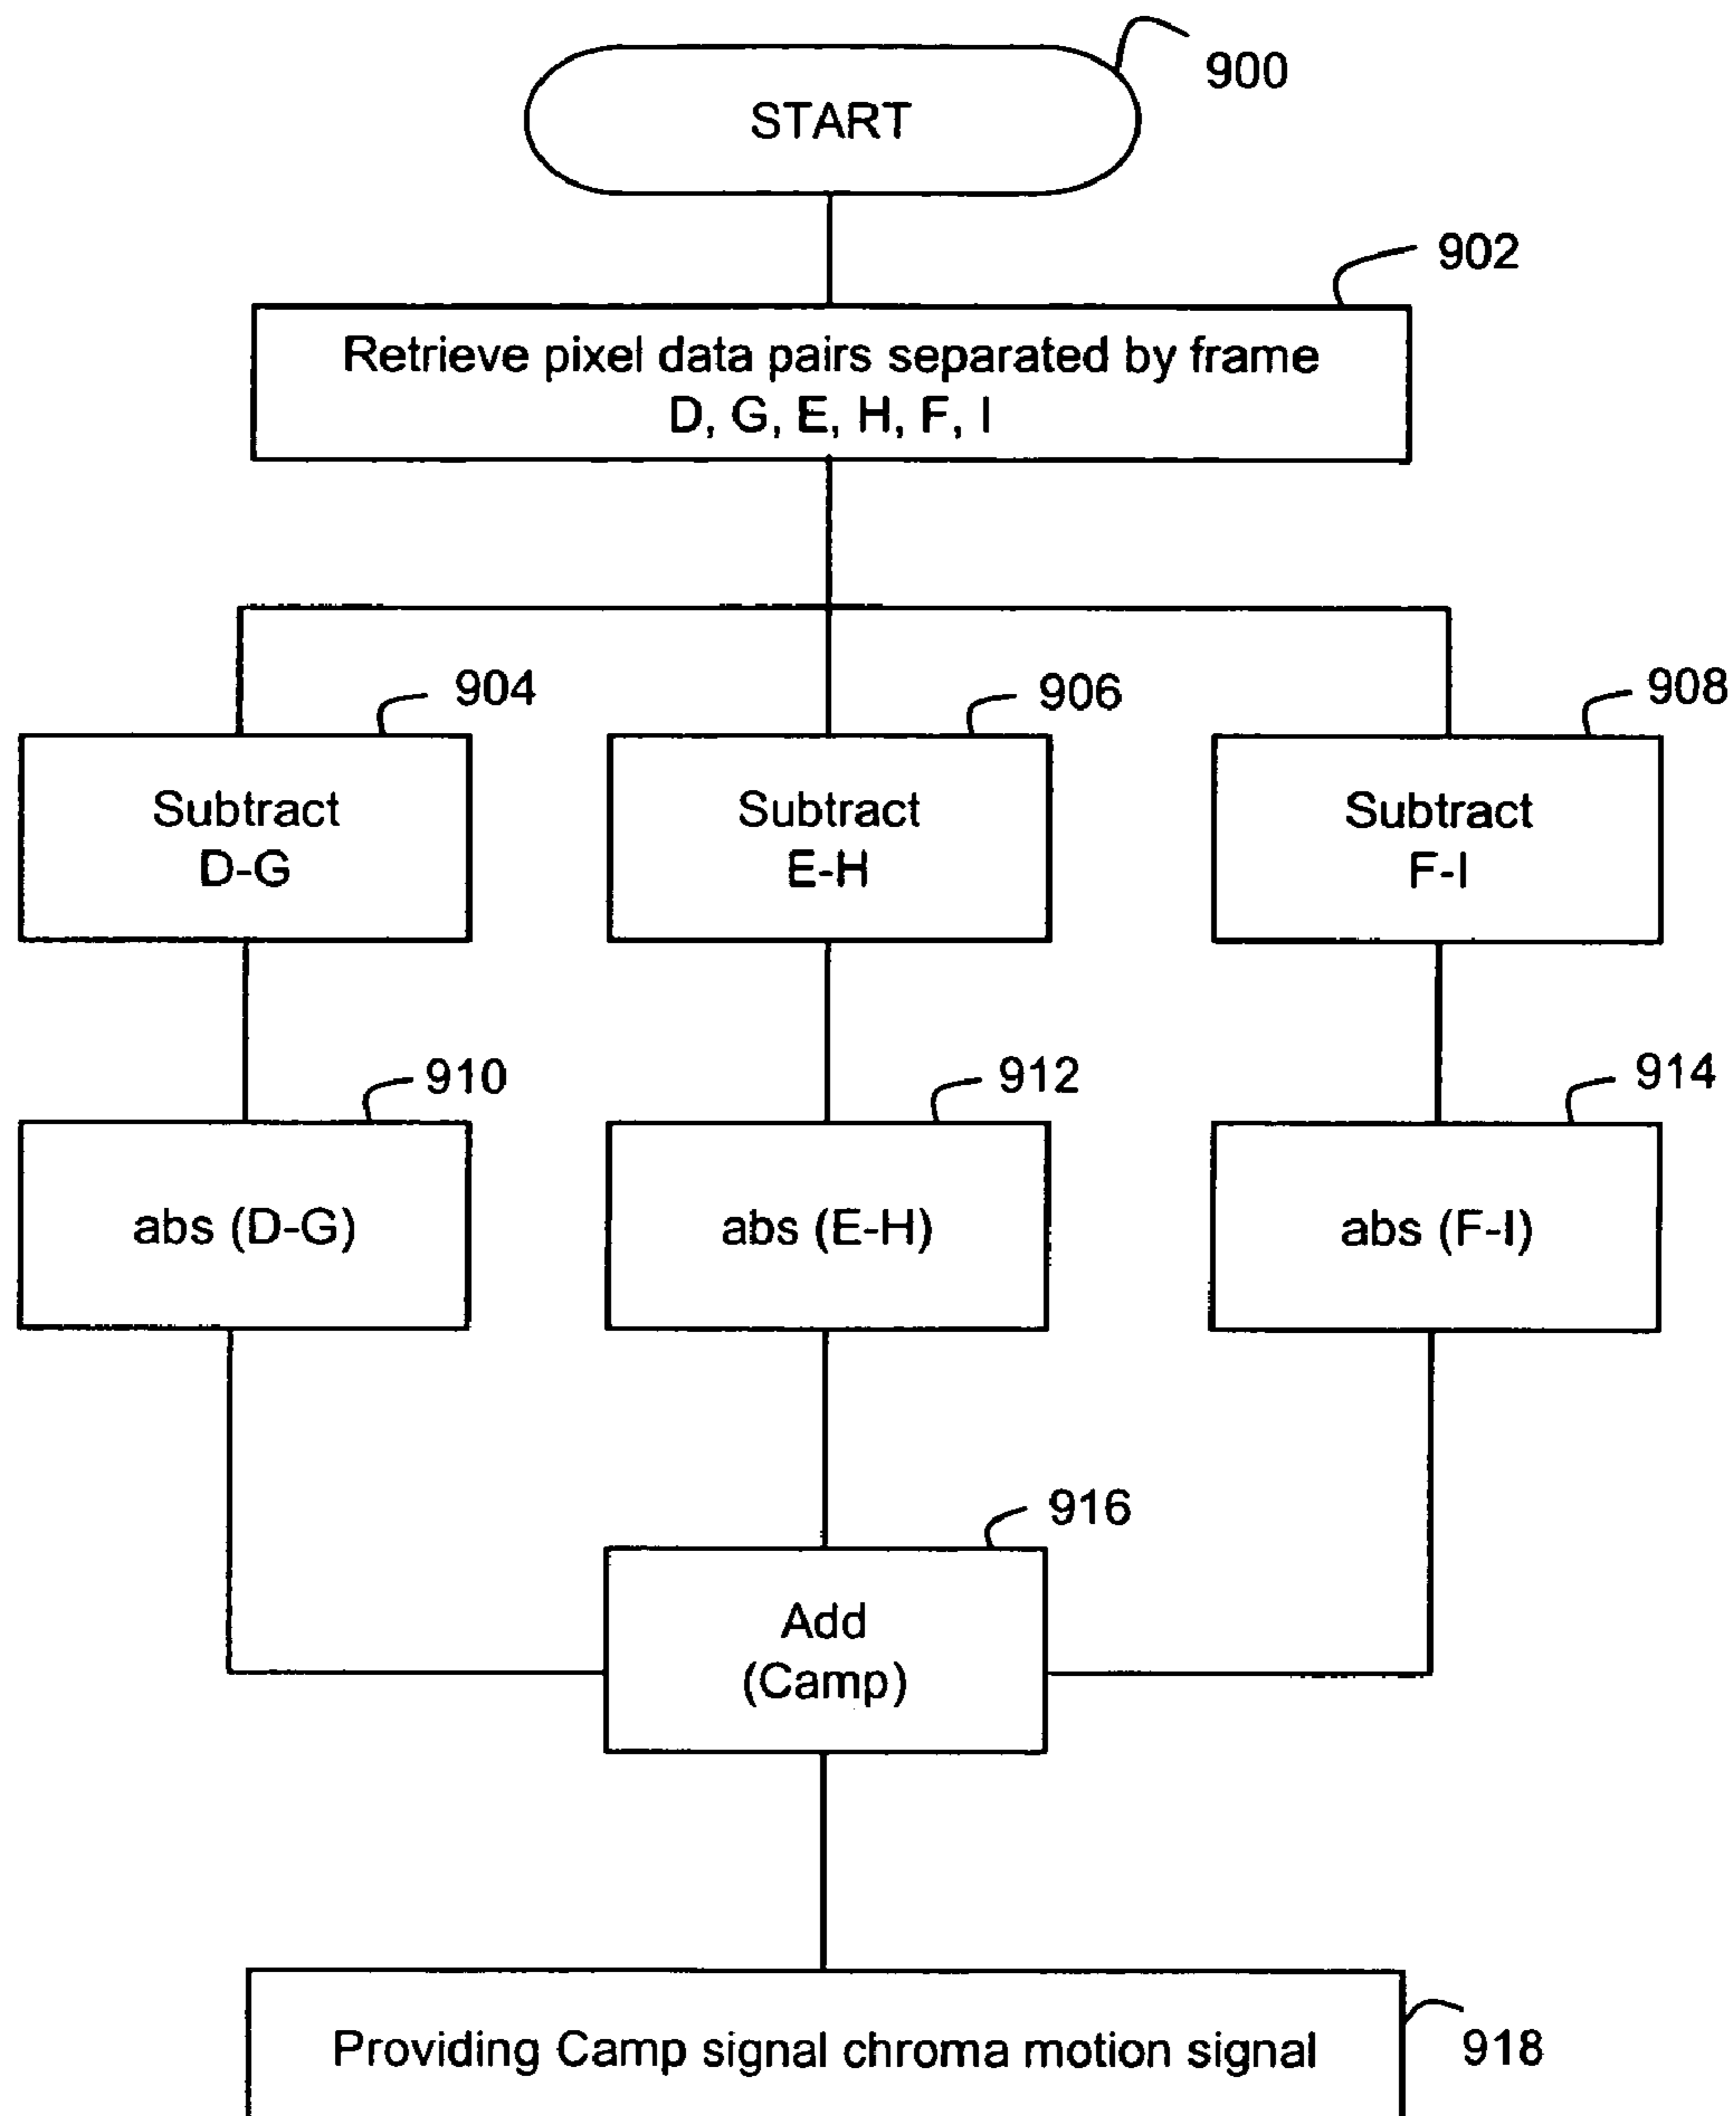 START
900
902
Retrieve pixel data pairs separated by frame
D, G, E, H, F, I
904
906
908
Subtract
D-G
Subtract
E-H
Subtract
F-I
910
912
914
abs (D-G)
abs (E-H)
abs (F-I)
916
Add
(Camp)
Providing Camp signal chroma motion signal
918